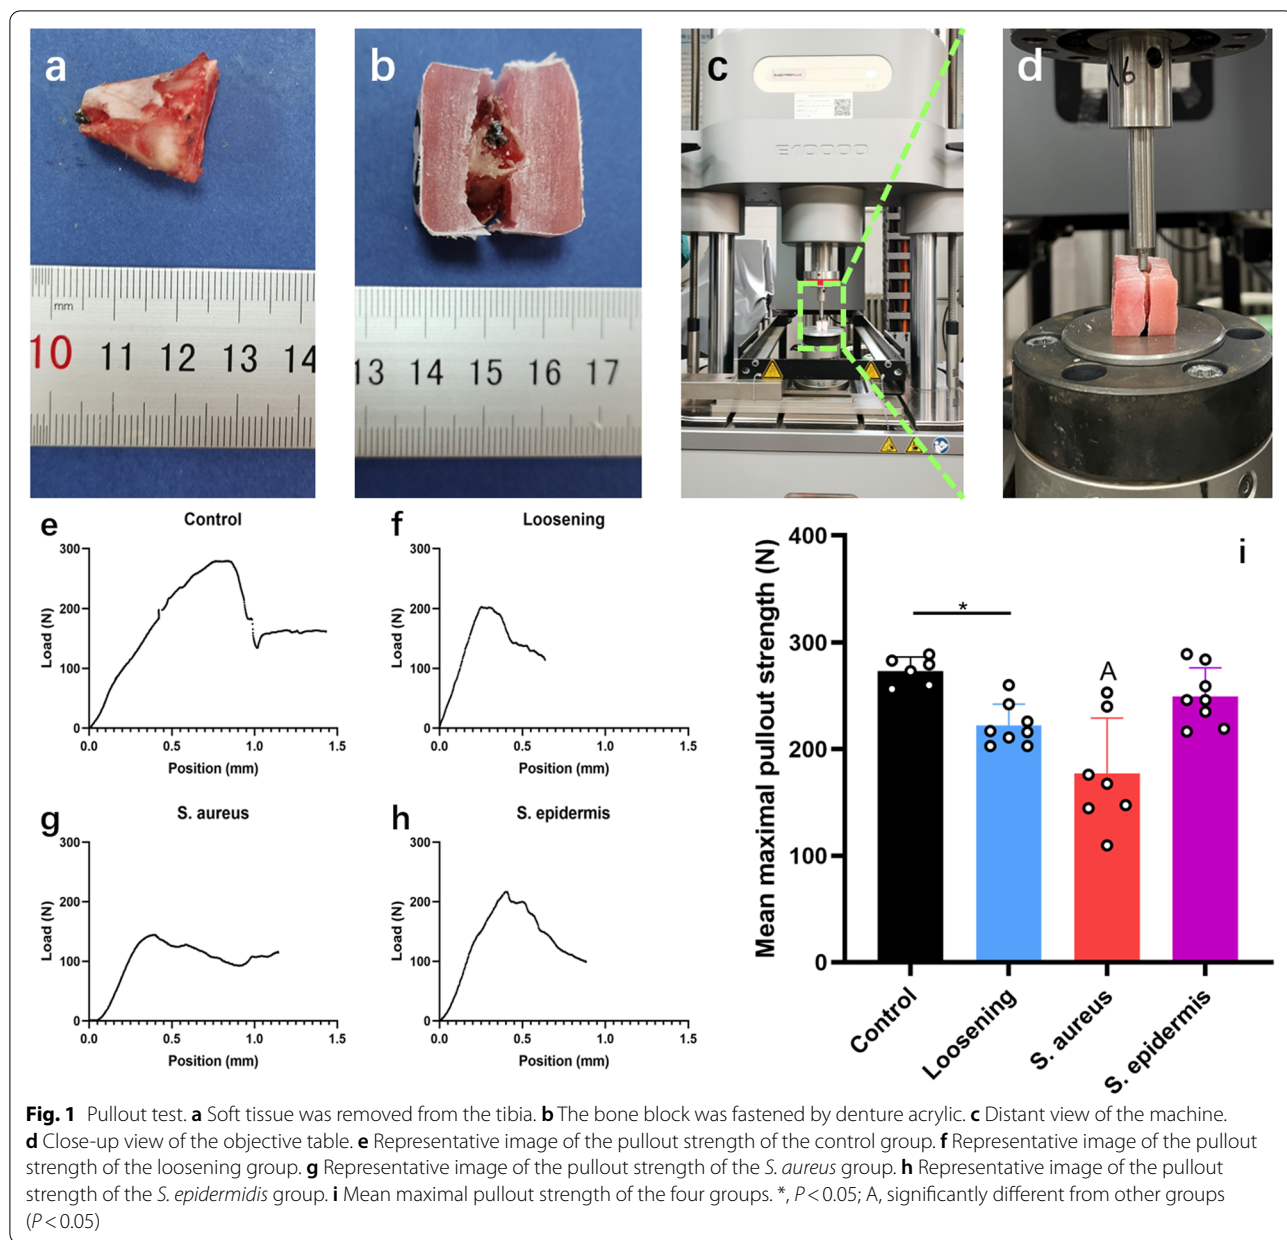 a
b
c
d
mm
10 11 12 13 14
13 14 15 16 17
E10000
N6
e
Control
300
200
100
0
Load (N)
0.0 0.5 1.0 1.5
Position (mm)
f
Loosening
300
200
100
0
Load (N)
0.0 0.5 1.0 1.5
Position (mm)
g
S. aureus
300
200
100
0
Load (N)
0.0 0.5 1.0 1.5
Position (mm)
h
S. epidermis
300
200
100
0
Load (N)
0.0 0.5 1.0 1.5
Position (mm)
i
400
300
200
100
0
Mean maximal pullout strength (N)
*
A
Control
Loosening
S. aureus
S. epidermis
Fig. 1 Pullout test. a Soft tissue was removed from the tibia. b The bone block was fastened by denture acrylic. c Distant view of the machine.
d Close-up view of the objective table. e Representative image of the pullout strength of the control group. f Representative image of the pullout
strength of the loosening group. g Representative image of the pullout strength of the S. aureus group. h Representative image of the pullout
strength of the S. epidermidis group. i Mean maximal pullout strength of the four groups. *, P < 0.05; A, significantly different from other groups
(P < 0.05)